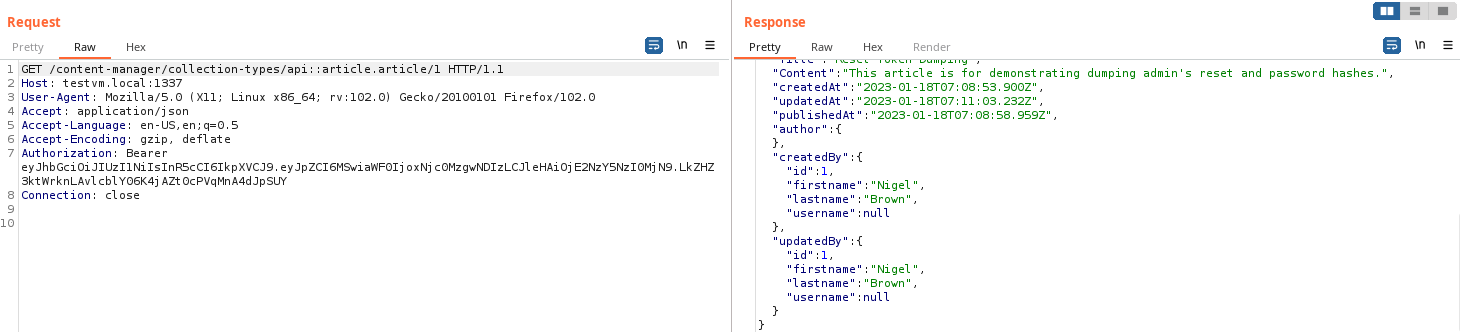 Request
Pretty Raw Hex
\n
1 GET /content-manager/collection-types/api::article.article/1 HTTP/1.1
2 Host: testvm.local:1337
3 User-Agent: Mozilla/5.0 (X11; Linux x86_64; rv:102.0) Gecko/20100101 Firefox/102.0
4 Accept: application/json
5 Accept-Language: en-US,en;q=0.5
6 Accept-Encoding: gzip, deflate
7 Authorization: Bearer
eyJhbGciOiJIUzI1NiIsInR5cCI6IkpXVCJ9.eyJpZCI6MSwiaWF0IjoxNjc0MzgwNDIzLCJleHAiOjE2NzY5NzI0MjN9.LkZHZ
3ktWrknLAvlcblY06K4jAZt0cPVqMnA4dJpSUY
8 Connection: close
9
10
Response
Pretty Raw Hex Render
\n
"Title":"Reset Token Dumping",
"Content":"This article is for demonstrating dumping admin's reset and password hashes.",
"createdAt":"2023-01-18T07:08:53.900Z",
"updatedAt":"2023-01-18T07:11:03.232Z",
"publishedAt":"2023-01-18T07:08:58.959Z",
"author":{
},
"createdBy":{
"id":1,
"firstname":"Nigel",
"lastname":"Brown",
"username":null
},
"updatedBy":{
"id":1,
"firstname":"Nigel",
"lastname":"Brown",
"username":null
}
}